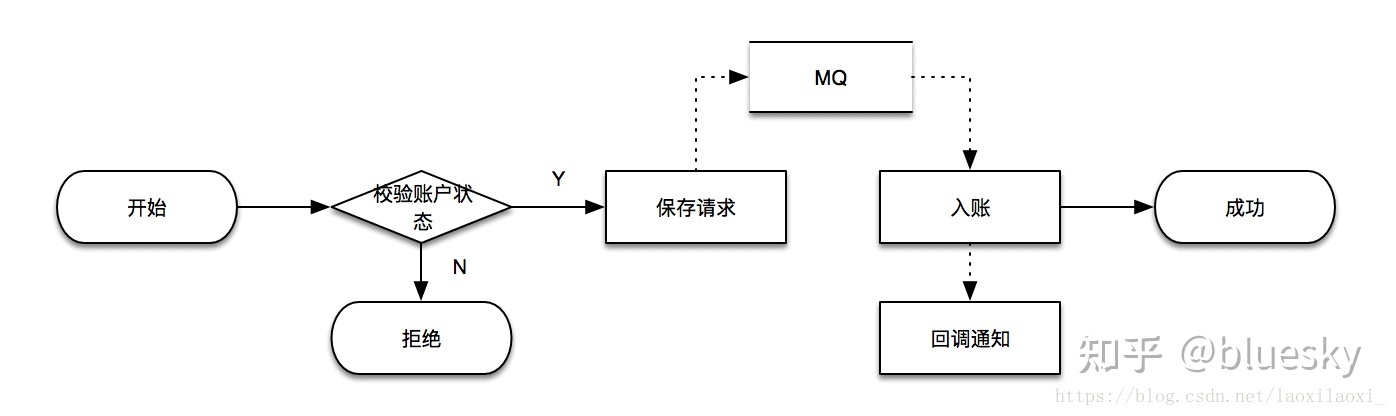 MQ
Y
开始
校验账户状
态
保存请求
入账
成功
N
拒绝
回调通知
知乎 @bluesky
https://blog.csdn.net/laoxilaoxi_